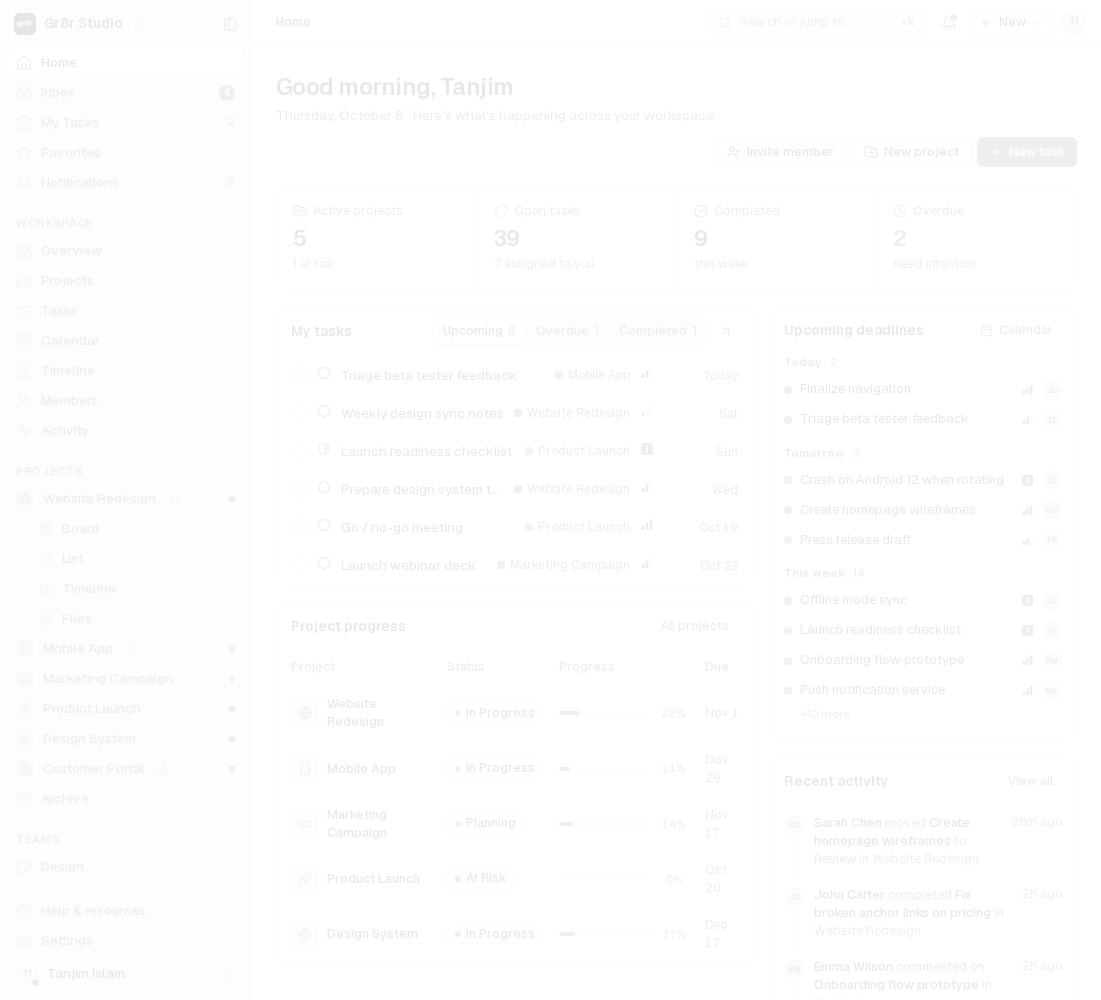 gr8r Gr8r Studio
Home
Inbox 4
My Tasks 2
Favorites
Notifications 6
WORKSPACE
Overview
Projects
Tasks
Calendar
Timeline
Members
Activity
PROJECTS
Website Redesign
Board
List
Timeline
Files
Mobile App
Marketing Campaign
Product Launch
Design System
Customer Portal
Archive
TEAMS
Design
Help & resources
Settings
TI Tanjim Islam
Home
Search or jump to... ⌘K
New
TI
Good morning, Tanjim
Thursday, October 8 · Here's what's happening across your workspace.
Invite member
New project
New task
Active projects
5
1 at risk
Open tasks
39
7 assigned to you
Completed
9
this week
Overdue
2
need attention
My tasks Upcoming 6 Overdue 1 Completed 1
Triage beta tester feedback Mobile App Today
Weekly design sync notes Website Redesign Sat
Launch readiness checklist Product Launch Sun
Prepare design system t... Website Redesign Wed
Go / no-go meeting Product Launch Oct 19
Launch webinar deck Marketing Campaign Oct 23
Project progress All projects
Project Status Progress Due
Website
Redesign In Progress 22% Nov 1
Mobile App In Progress 11% Nov
29
Marketing
Campaign Planning 14% Nov
17
Product Launch At Risk 0% Oct
20
Design System In Progress 17% Dec
17
Upcoming deadlines Calendar
Today 2
Finalize navigation JC
Triage beta tester feedback TI
Tomorrow 3
Crash on Android 12 when rotating JC
Create homepage wireframes SC
Press release draft PP
This week 14
Offline mode sync JC
Launch readiness checklist TI
Onboarding flow prototype EW
Push notification service ML
+10 more
Recent activity View all
SC Sarah Chen moved Create 38m ago
homepage wireframes to
Review in Website Redesign
JC John Carter completed Fix 2h ago
broken anchor links on pricing in
Website Redesign
EW Emma Wilson commented on 2h ago
Onboarding flow prototype in